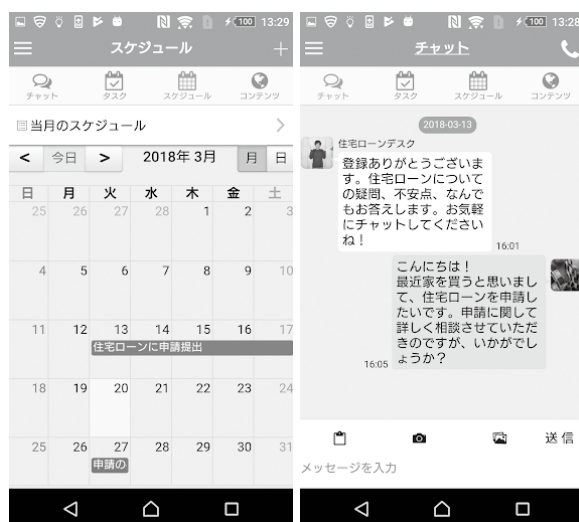 100 13:29
スケジュール
チャット
タスク
スケジュール
コンテンツ
当月のスケジュール
< 今日 > 2018年 3月 月 日
日 月 火 水 木 金 土
25 26 27 28 1 2 3
4 5 6 7 8 9 10
11 12 13 14 15 16 17
住宅ローンに申請提出
18 19 20 21 22 23 24
25 26 27 28 29 30 31
申請の
100 13:28
チャット
チャット
タスク
スケジュール
コンテンツ
2018-03-13
住宅ローンデスク
登録ありがとうございま
す。住宅ローンについて
の疑問、不安点、なんで
もお答えします。お気軽
にチャットしてください
ね！
16:01
こんにちは！
最近家を買うと思いまし
て、住宅ローンを申請し
たいです。申請に関して
詳しく相談させていただ
きのですが、いかがでし
ょうか？
16:05
送信
メッセージを入力